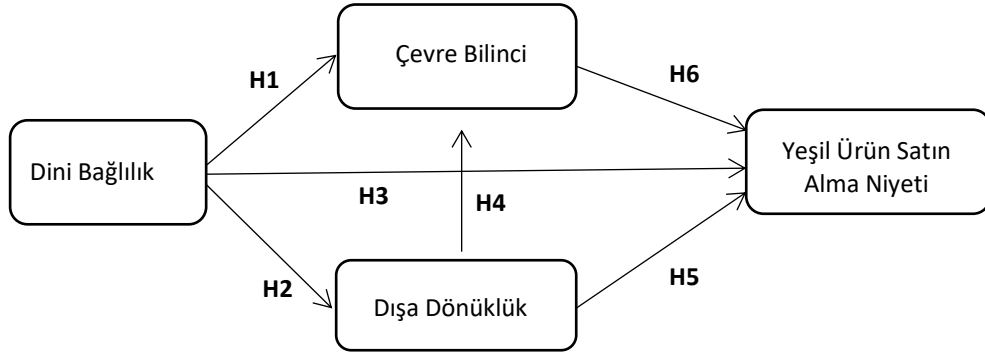 Çevre Bilinci
H1
H6
Dini Bağlılık
Yeşil Ürün Satın
Alma Niyeti
H3
H4
H2
H5
Dışa Dönüklük